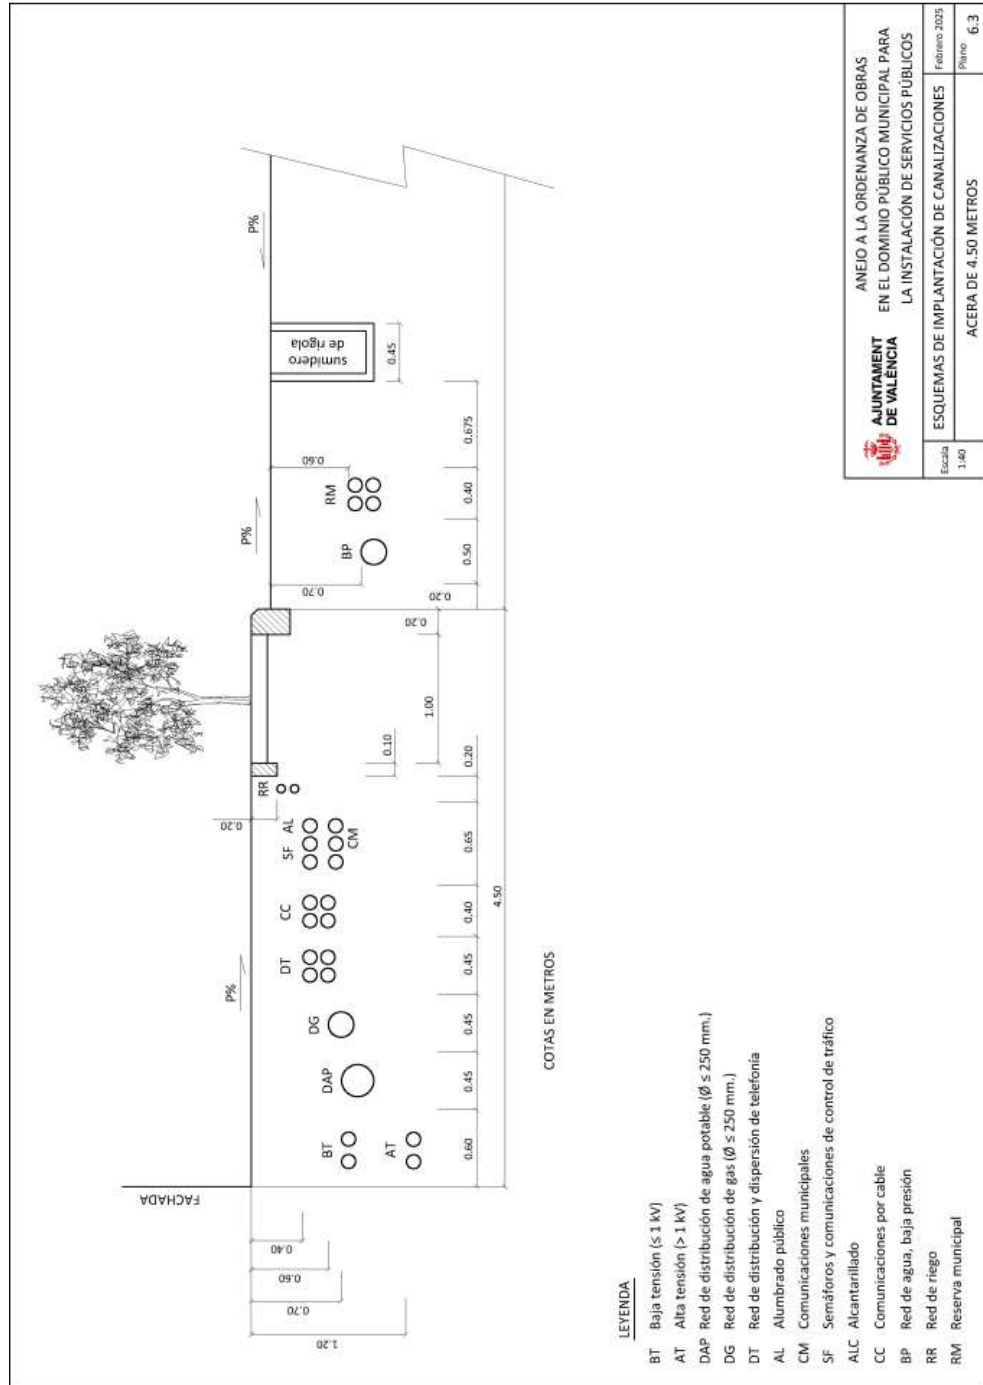 FACHADA
P%
P%
P%
BT
AT
DAP
DG
DT
CC
SF
AL
CM
RR
BP
RM
sumidero
de rigola
0.40
0.60
0.70
1.20
0.20
0.10
1.00
0.20
0.20
0.70
0.60
0.45
0.60
0.45
0.45
0.45
0.40
0.65
0.20
0.50
0.40
0.675
4.50
COTAS EN METROS
LEYENDA
BT Baja tensión (≤ 1 kV)
AT Alta tensión (> 1 kV)
DAP Red de distribución de agua potable (Ø ≤ 250 mm.)
DG Red de distribución de gas (Ø ≤ 250 mm.)
DT Red de distribución y dispersión de telefonía
AL Alumbrado público
CM Comunicaciones municipales
SF Semáforos y comunicaciones de control de tráfico
ALC Alcantarillado
CC Comunicaciones por cable
BP Red de agua, baja presión
RR Red de riego
RM Reserva municipal
AJUNTAMENT
DE VALÈNCIA
ANEJO A LA ORDENANZA DE OBRAS
EN EL DOMINIO PÚBLICO MUNICIPAL PARA
LA INSTALACIÓN DE SERVICIOS PÚBLICOS
Escala
1:40
ESQUEMAS DE IMPLANTACIÓN DE CANALIZACIONES
Febrero 2025
ACERA DE 4.50 METROS
Plano
6.3